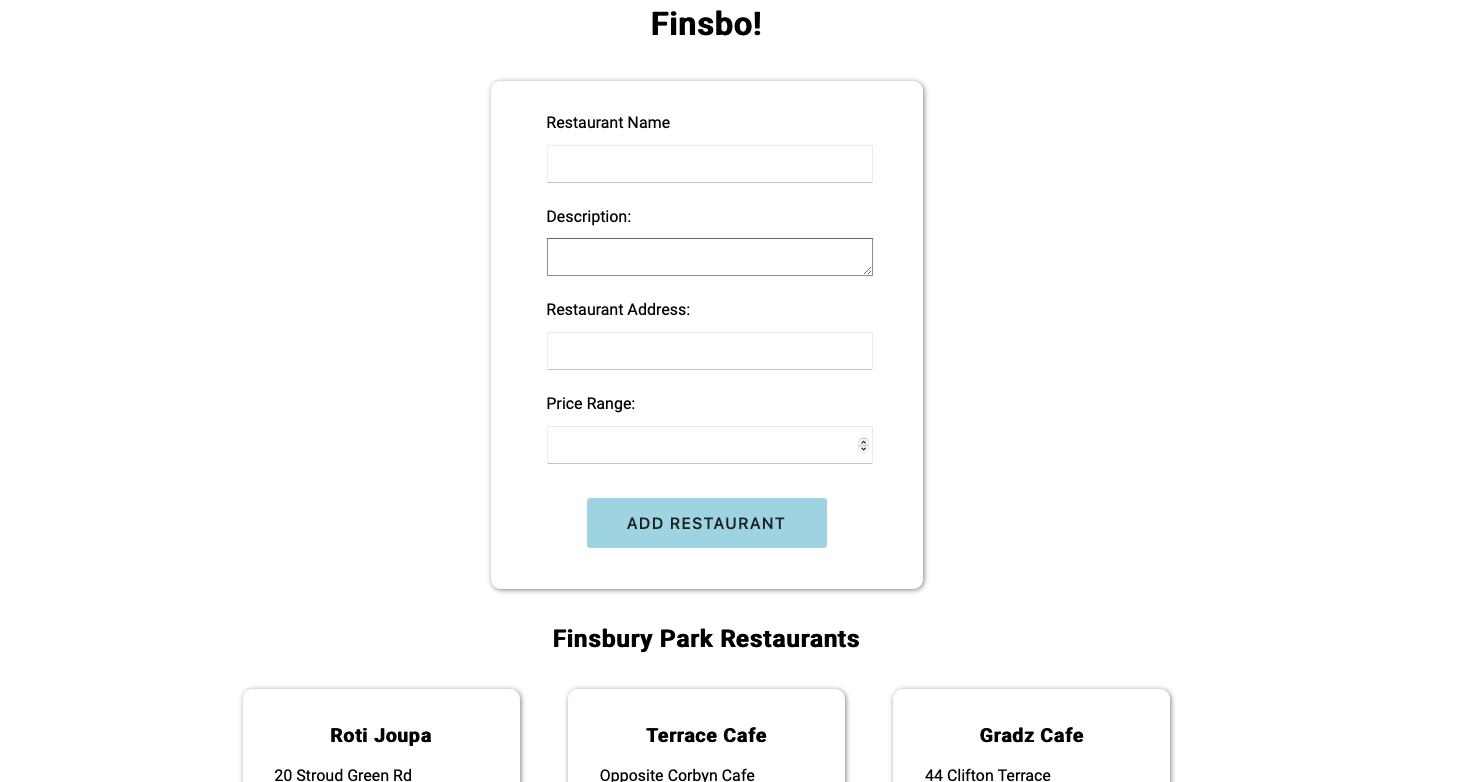 Finsbo!
Restaurant Name
Description:
Restaurant Address:
Price Range:
ADD RESTAURANT
Finsbury Park Restaurants
Roti Joupa
Terrace Cafe
Gradz Cafe
20 Stroud Green Rd
Opposite Corbyn Cafe
44 Clifton Terrace